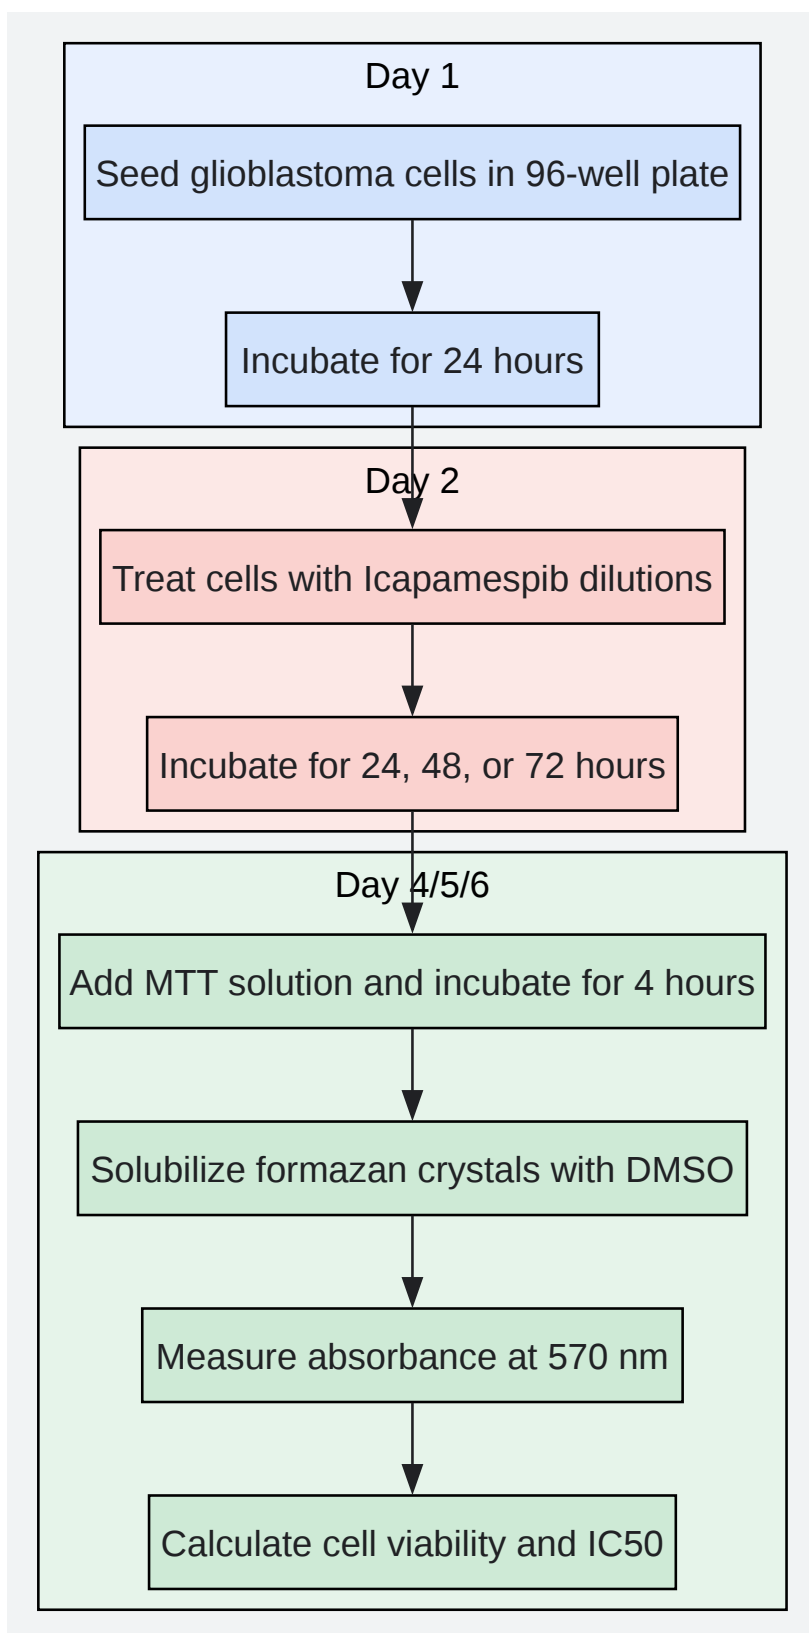 Day 1
Seed glioblastoma cells in 96-well plate
Incubate for 24 hours
Day 2
Treat cells with Icapamespib dilutions
Incubate for 24, 48, or 72 hours
Day 4/5/6
Add MTT solution and incubate for 4 hours
Solubilize formazan crystals with DMSO
Measure absorbance at 570 nm
Calculate cell viability and IC50